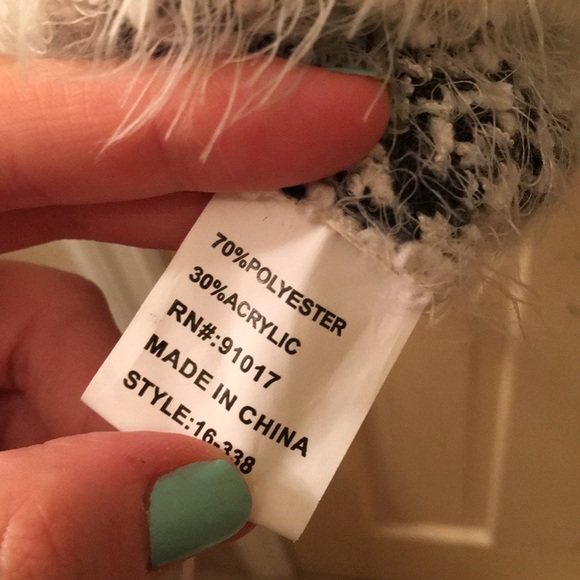 70%POLYESTER
30%ACRYLIC
RN#:91017
MADE IN CHINA
STYLE:16-338